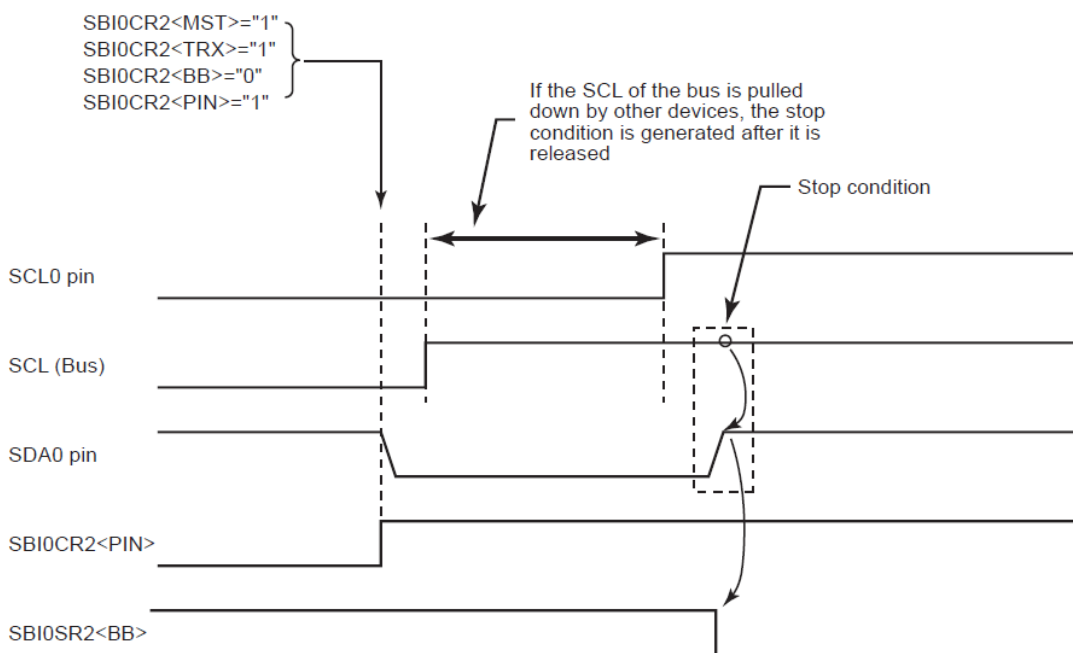 SBI0CR2<MST>="1"
SBI0CR2<TRX>="1"
SBI0CR2<BB>="0"
SBI0CR2<PIN>="1"
If the SCL of the bus is pulled
down by other devices, the stop
condition is generated after it is
released
Stop condition
SCL0 pin
SCL (Bus)
SDA0 pin
SBI0CR2<PIN>
SBI0SR2<BB>